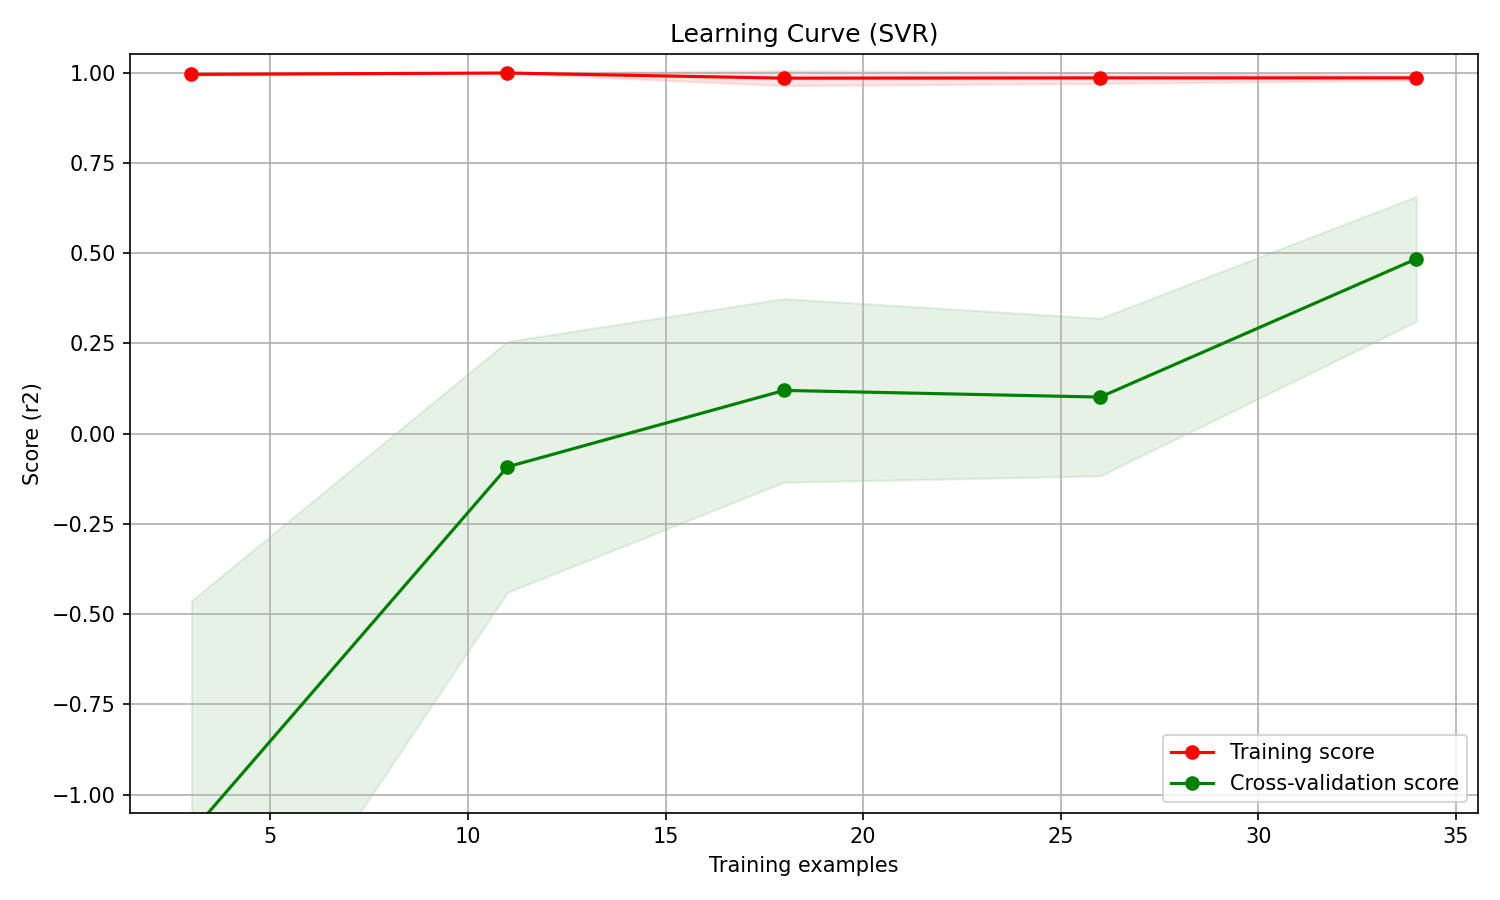 Learning Curve (SVR)
Score (r2)
1.00
0.75
0.50
0.25
0.00
−0.25
−0.50
−0.75
−1.00
Training score
Cross-validation score
5 10 15 20 25 30 35
Training examples